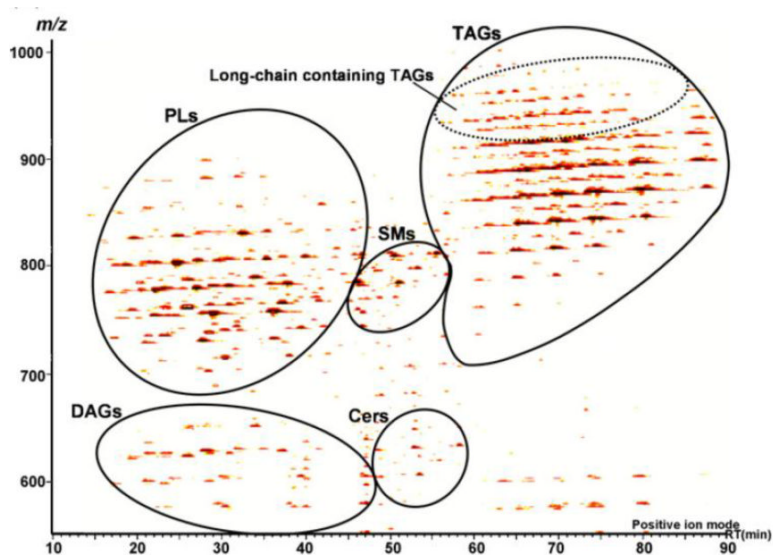 m/z
TAGs
1000
Long-chain containing TAGs
PLs
900
SMs
800
700
DAGs
Cers
600
Positive ion mode
10 20 30 40 50 60 70 80 90
RT(min)